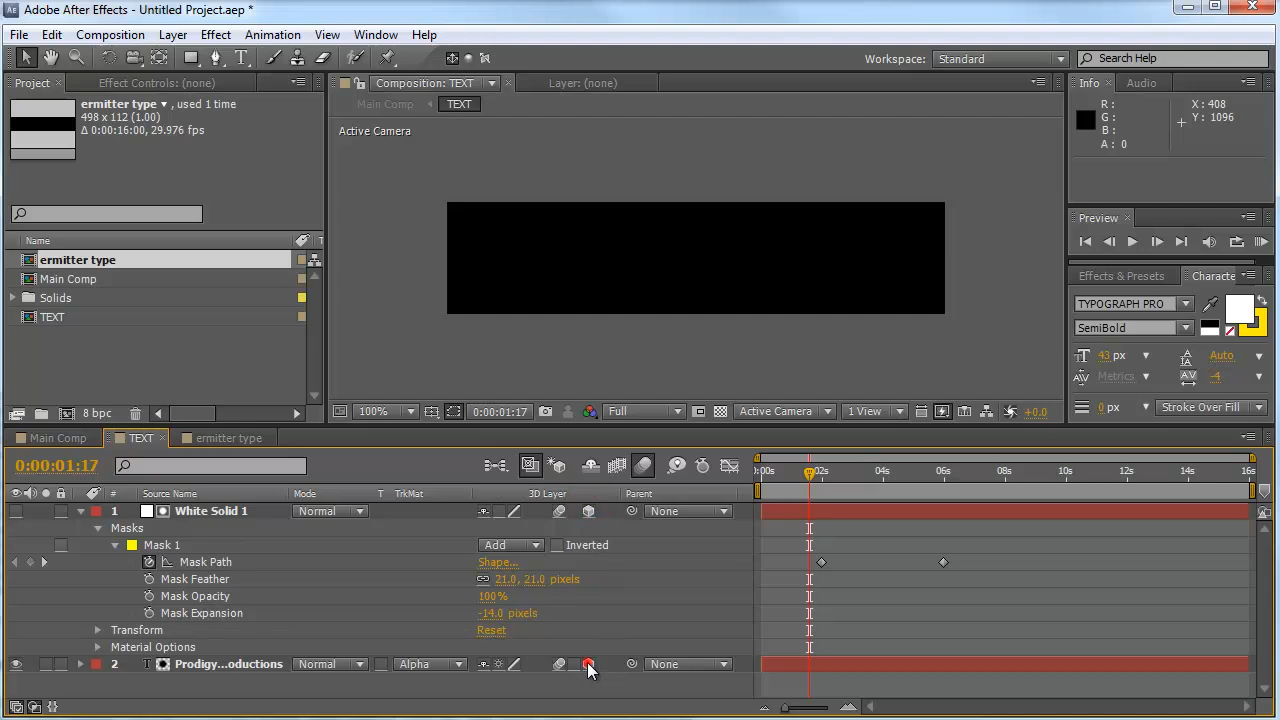 Adobe After Effects - Untitled Project.aep *
File Edit Composition Layer Effect Animation View Window Help
Workspace: Standard Search Help
Project Effect Controls: (none) Composition: TEXT Layer: (none) Info Audio
ermitter type , used 1 time
498 x 112 (1.00)
Δ 0:00:16:00, 29.976 fps
Main Comp TEXT
Active Camera
R :
G :
B :
A : 0
X : 408
Y : 1096
Preview
Name T
ermitter type
Main Comp
Solids
TEXT
Effects & Presets Characte
TYPOGRAPH PRO
SemiBold
43 px Auto
Metrics -4
0 px Stroke Over Fill
8 bpc
100% 0:00:01:17 Full Active Camera 1 View +0.0
Main Comp TEXT ermitter type
0:00:01:17
:00s 02s 04s 06s 08s 10s 12s 14s 16s
# Source Name Mode T TrkMat 3D Layer Parent
1 White Solid 1 Normal None
Masks
Mask 1 Add Inverted
Mask Path Shape...
Mask Feather 21.0, 21.0 pixels
Mask Opacity 100%
Mask Expansion -14.0 pixels
Transform Reset
Material Options
2 T Prodigy...oductions Normal Alpha None